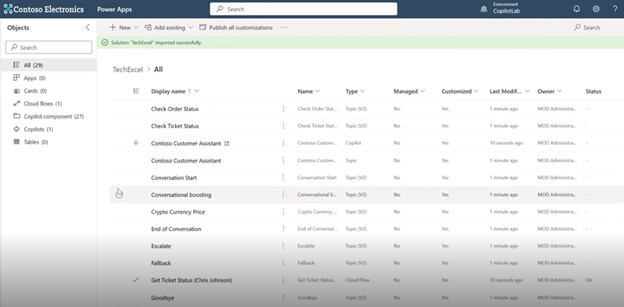 Contoso Electronics Power Apps Search Environment CopilotLab
Objects
+ New Add existing Publish all customizations ... Search
Search
Solution "TechExcel" imported successfully.
All (29)
Apps (0)
Cards (0)
Cloud flows (1)
Copilot component (27)
Copilots (1)
Tables (0)
TechExcel > All
Display name ↑ Name Type Managed Customized Last Modif... Owner Status
Check Order Status Check Order Stat... Topic (V2) No Yes 1 minute ago MOD Administra... -
Check Ticket Status Check Ticket Stat... Topic (V2) No Yes 1 minute ago MOD Administra... -
Contoso Customer Assistant Contoso Custom... Copilot No Yes 10 seconds ago MOD Administra... -
Contoso Customer Assistant Contoso Custom... Topic No Yes 1 minute ago MOD Administra... -
Conversation Start Conversation Start Topic (V2) No Yes 1 minute ago MOD Administra... -
Conversational boosting Conversational b... Topic (V2) No Yes 1 minute ago MOD Administra... -
Crypto Currency Price Crypto Currency ... Topic (V2) No Yes 1 minute ago MOD Administra... -
End of Conversation End of Conversati... Topic (V2) No Yes 1 minute ago MOD Administra... -
Escalate Escalate Topic (V2) No Yes 1 minute ago MOD Administra... -
Fallback Fallback Topic (V2) No Yes 1 minute ago MOD Administra... -
Get Ticket Status (Chris Johnson) Get Ticket Status... Cloud Flow No Yes 33 seconds ago MOD Administra... On
Goodbye Goodbye Topic (V2) No Yes 1 minute ago MOD Administra... -